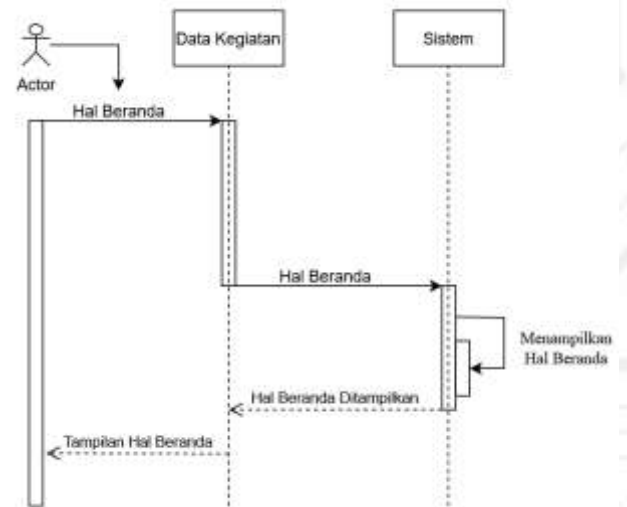 Data Kegiatan
Sistem
Actor
Hal Beranda
Hal Beranda
Menampilkan
Hal Beranda
Hal Beranda Ditampilkan
Tampilan Hal Beranda